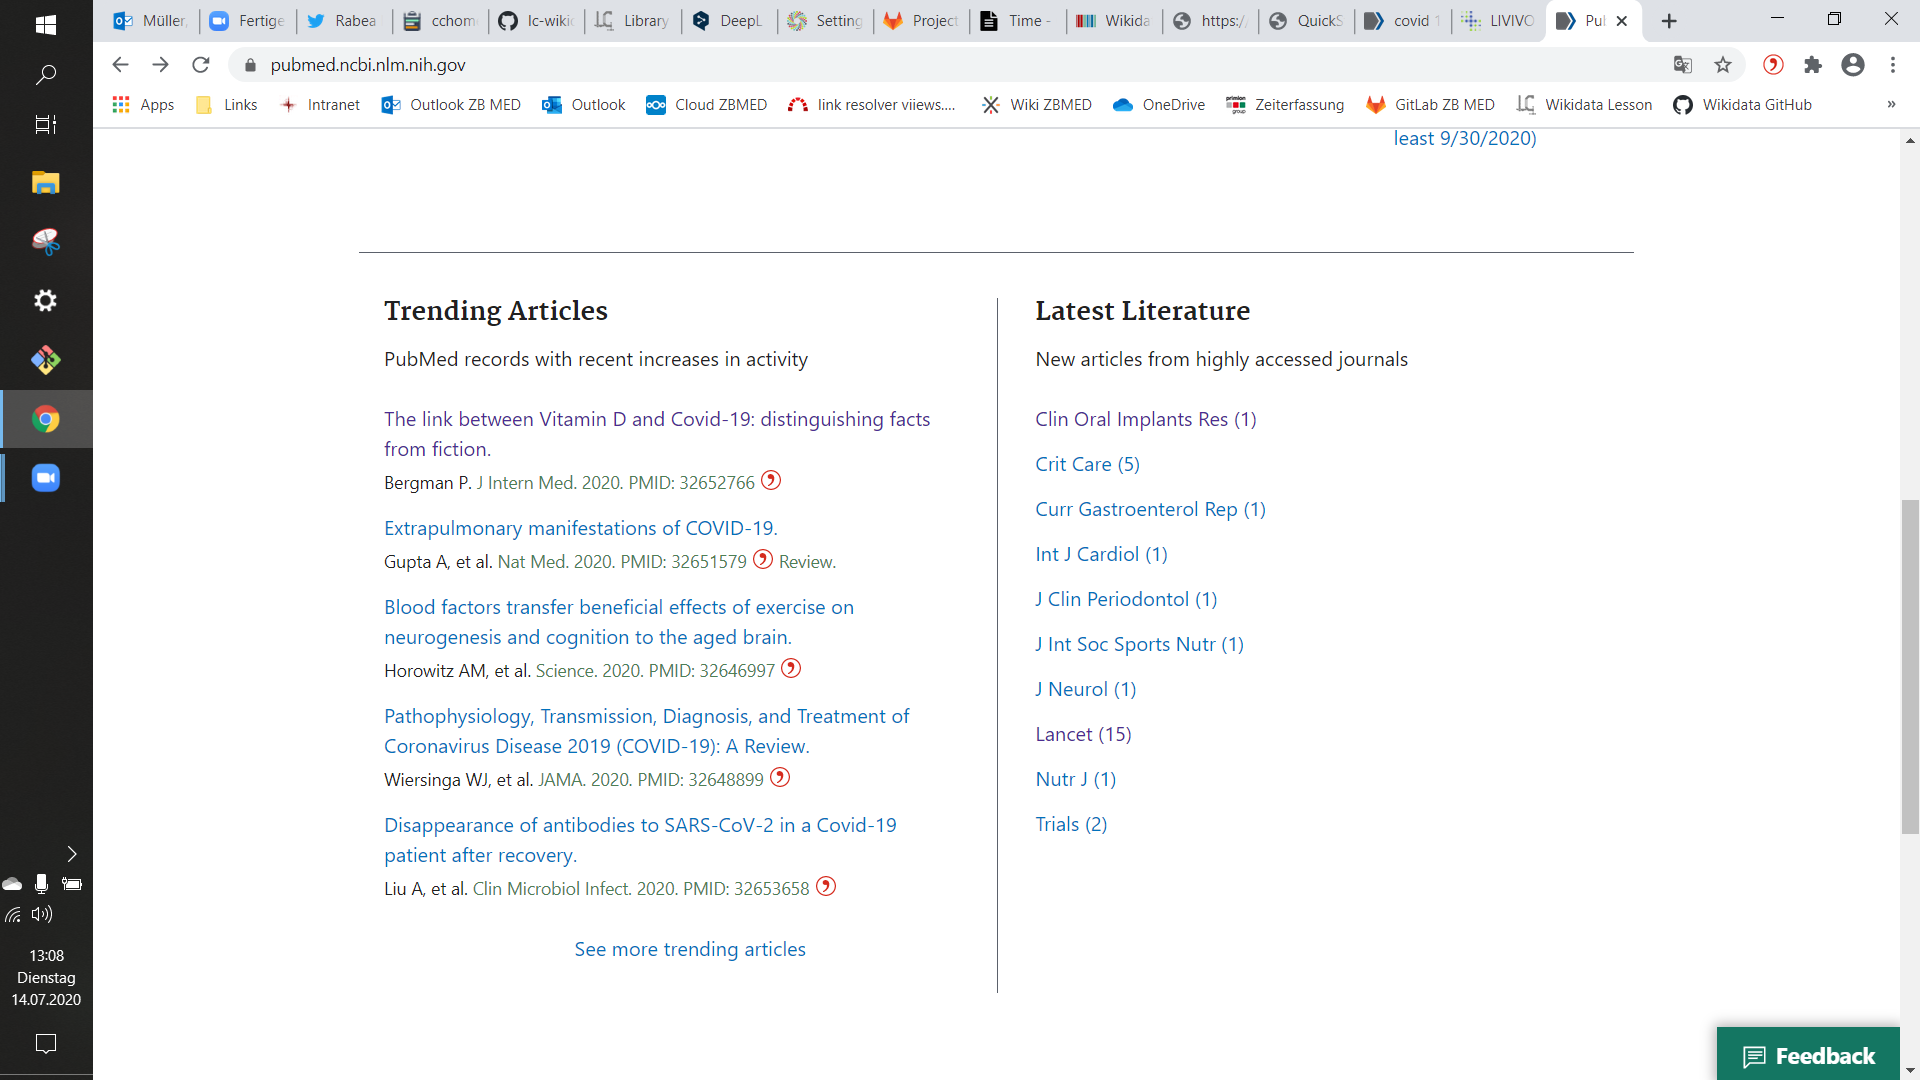 Müller,
Fertige
Rabea
cchom
lc-wiki
Library
DeepL
Setting
Project
Time -
Wikida
https:/
QuickS
covid 1
LIVIVO
Pu
pubmed.ncbi.nlm.nih.gov
Apps
Links
Intranet
Outlook ZB MED
Outlook
Cloud ZBMED
link resolver viiews....
Wiki ZBMED
OneDrive
Zeiterfassung
GitLab ZB MED
Wikidata Lesson
Wikidata GitHub
»
least 9/30/2020)
Trending Articles
PubMed records with recent increases in activity
The link between Vitamin D and Covid-19: distinguishing facts
from fiction.
Bergman P. J Intern Med. 2020. PMID: 32652766
Extrapulmonary manifestations of COVID-19.
Gupta A, et al. Nat Med. 2020. PMID: 32651579 Review.
Blood factors transfer beneficial effects of exercise on
neurogenesis and cognition to the aged brain.
Horowitz AM, et al. Science. 2020. PMID: 32646997
Pathophysiology, Transmission, Diagnosis, and Treatment of
Coronavirus Disease 2019 (COVID-19): A Review.
Wiersinga WJ, et al. JAMA. 2020. PMID: 32648899
Disappearance of antibodies to SARS-CoV-2 in a Covid-19
patient after recovery.
Liu A, et al. Clin Microbiol Infect. 2020. PMID: 32653658
See more trending articles
Latest Literature
New articles from highly accessed journals
Clin Oral Implants Res (1)
Crit Care (5)
Curr Gastroenterol Rep (1)
Int J Cardiol (1)
J Clin Periodontol (1)
J Int Soc Sports Nutr (1)
J Neurol (1)
Lancet (15)
Nutr J (1)
Trials (2)
Feedback
13:08
Dienstag
14.07.2020